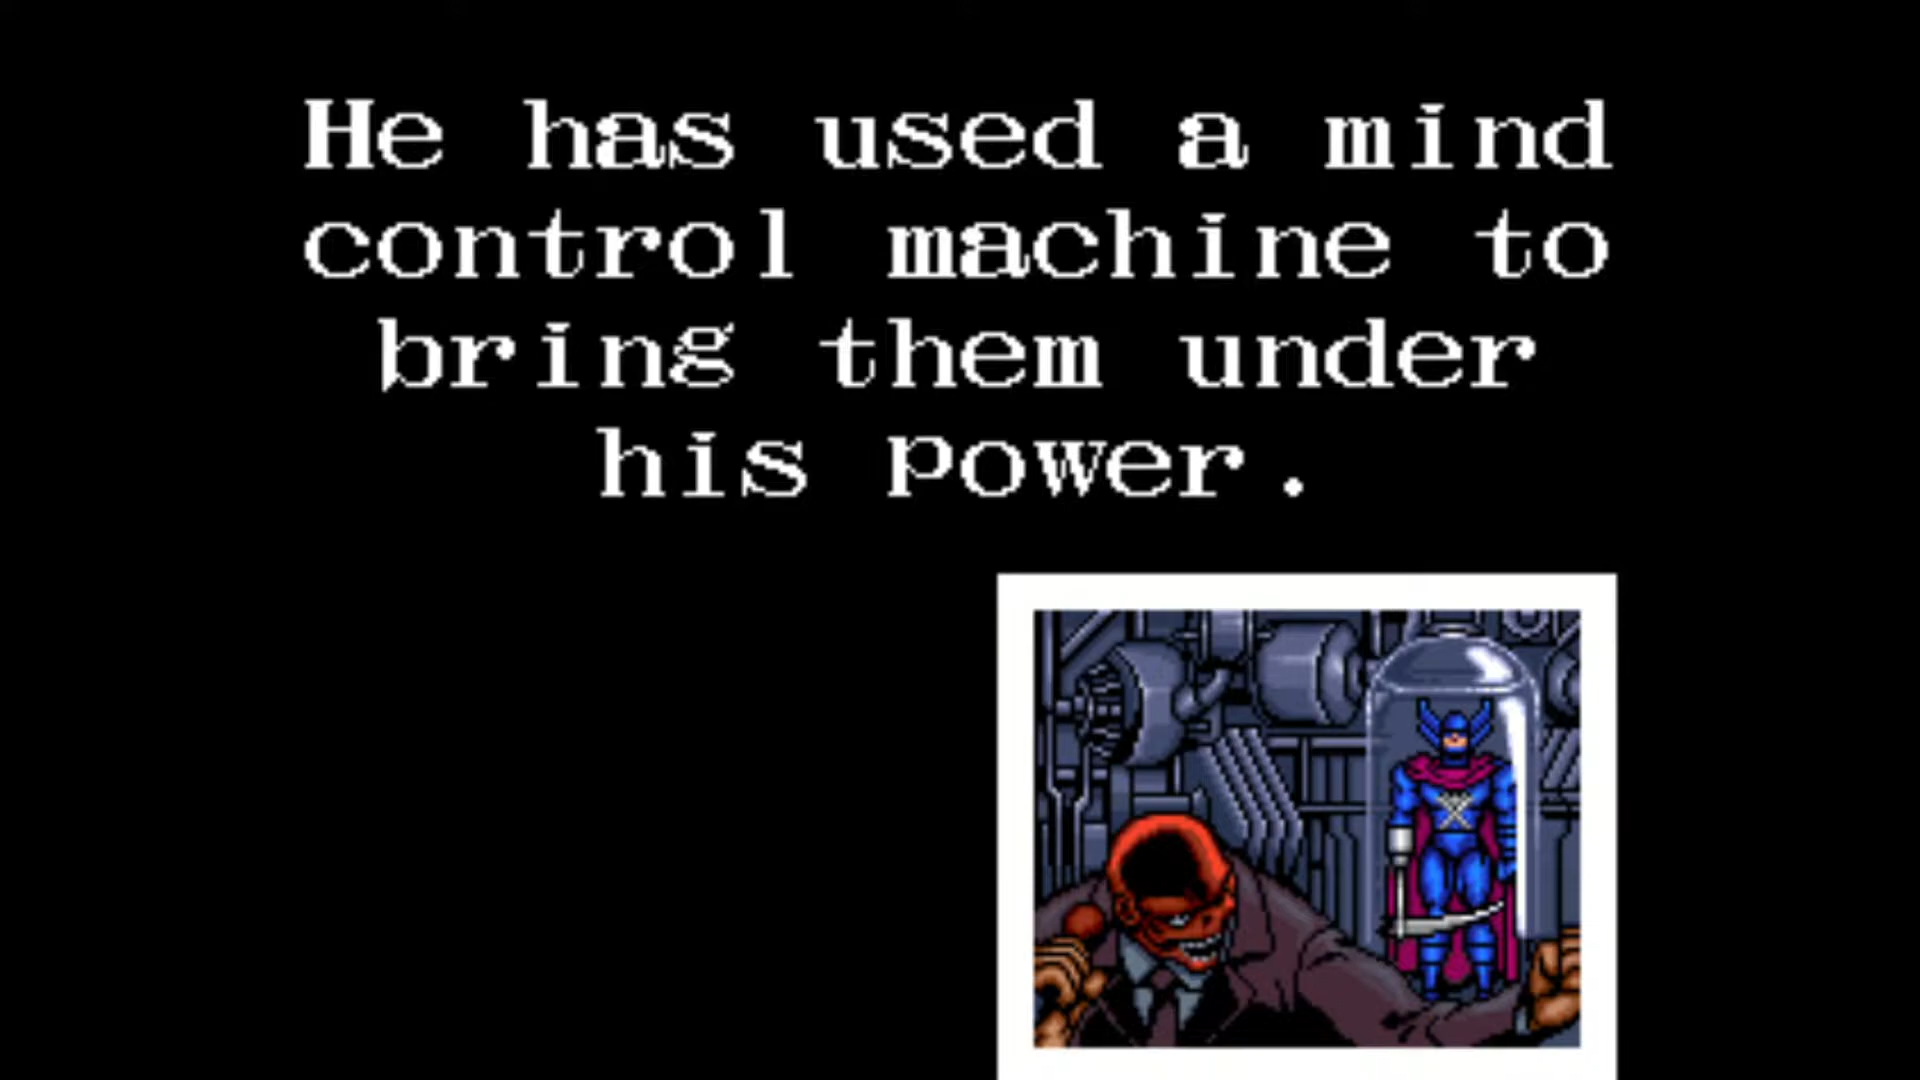 He has used a mind
control machine to
bring them under
his power.